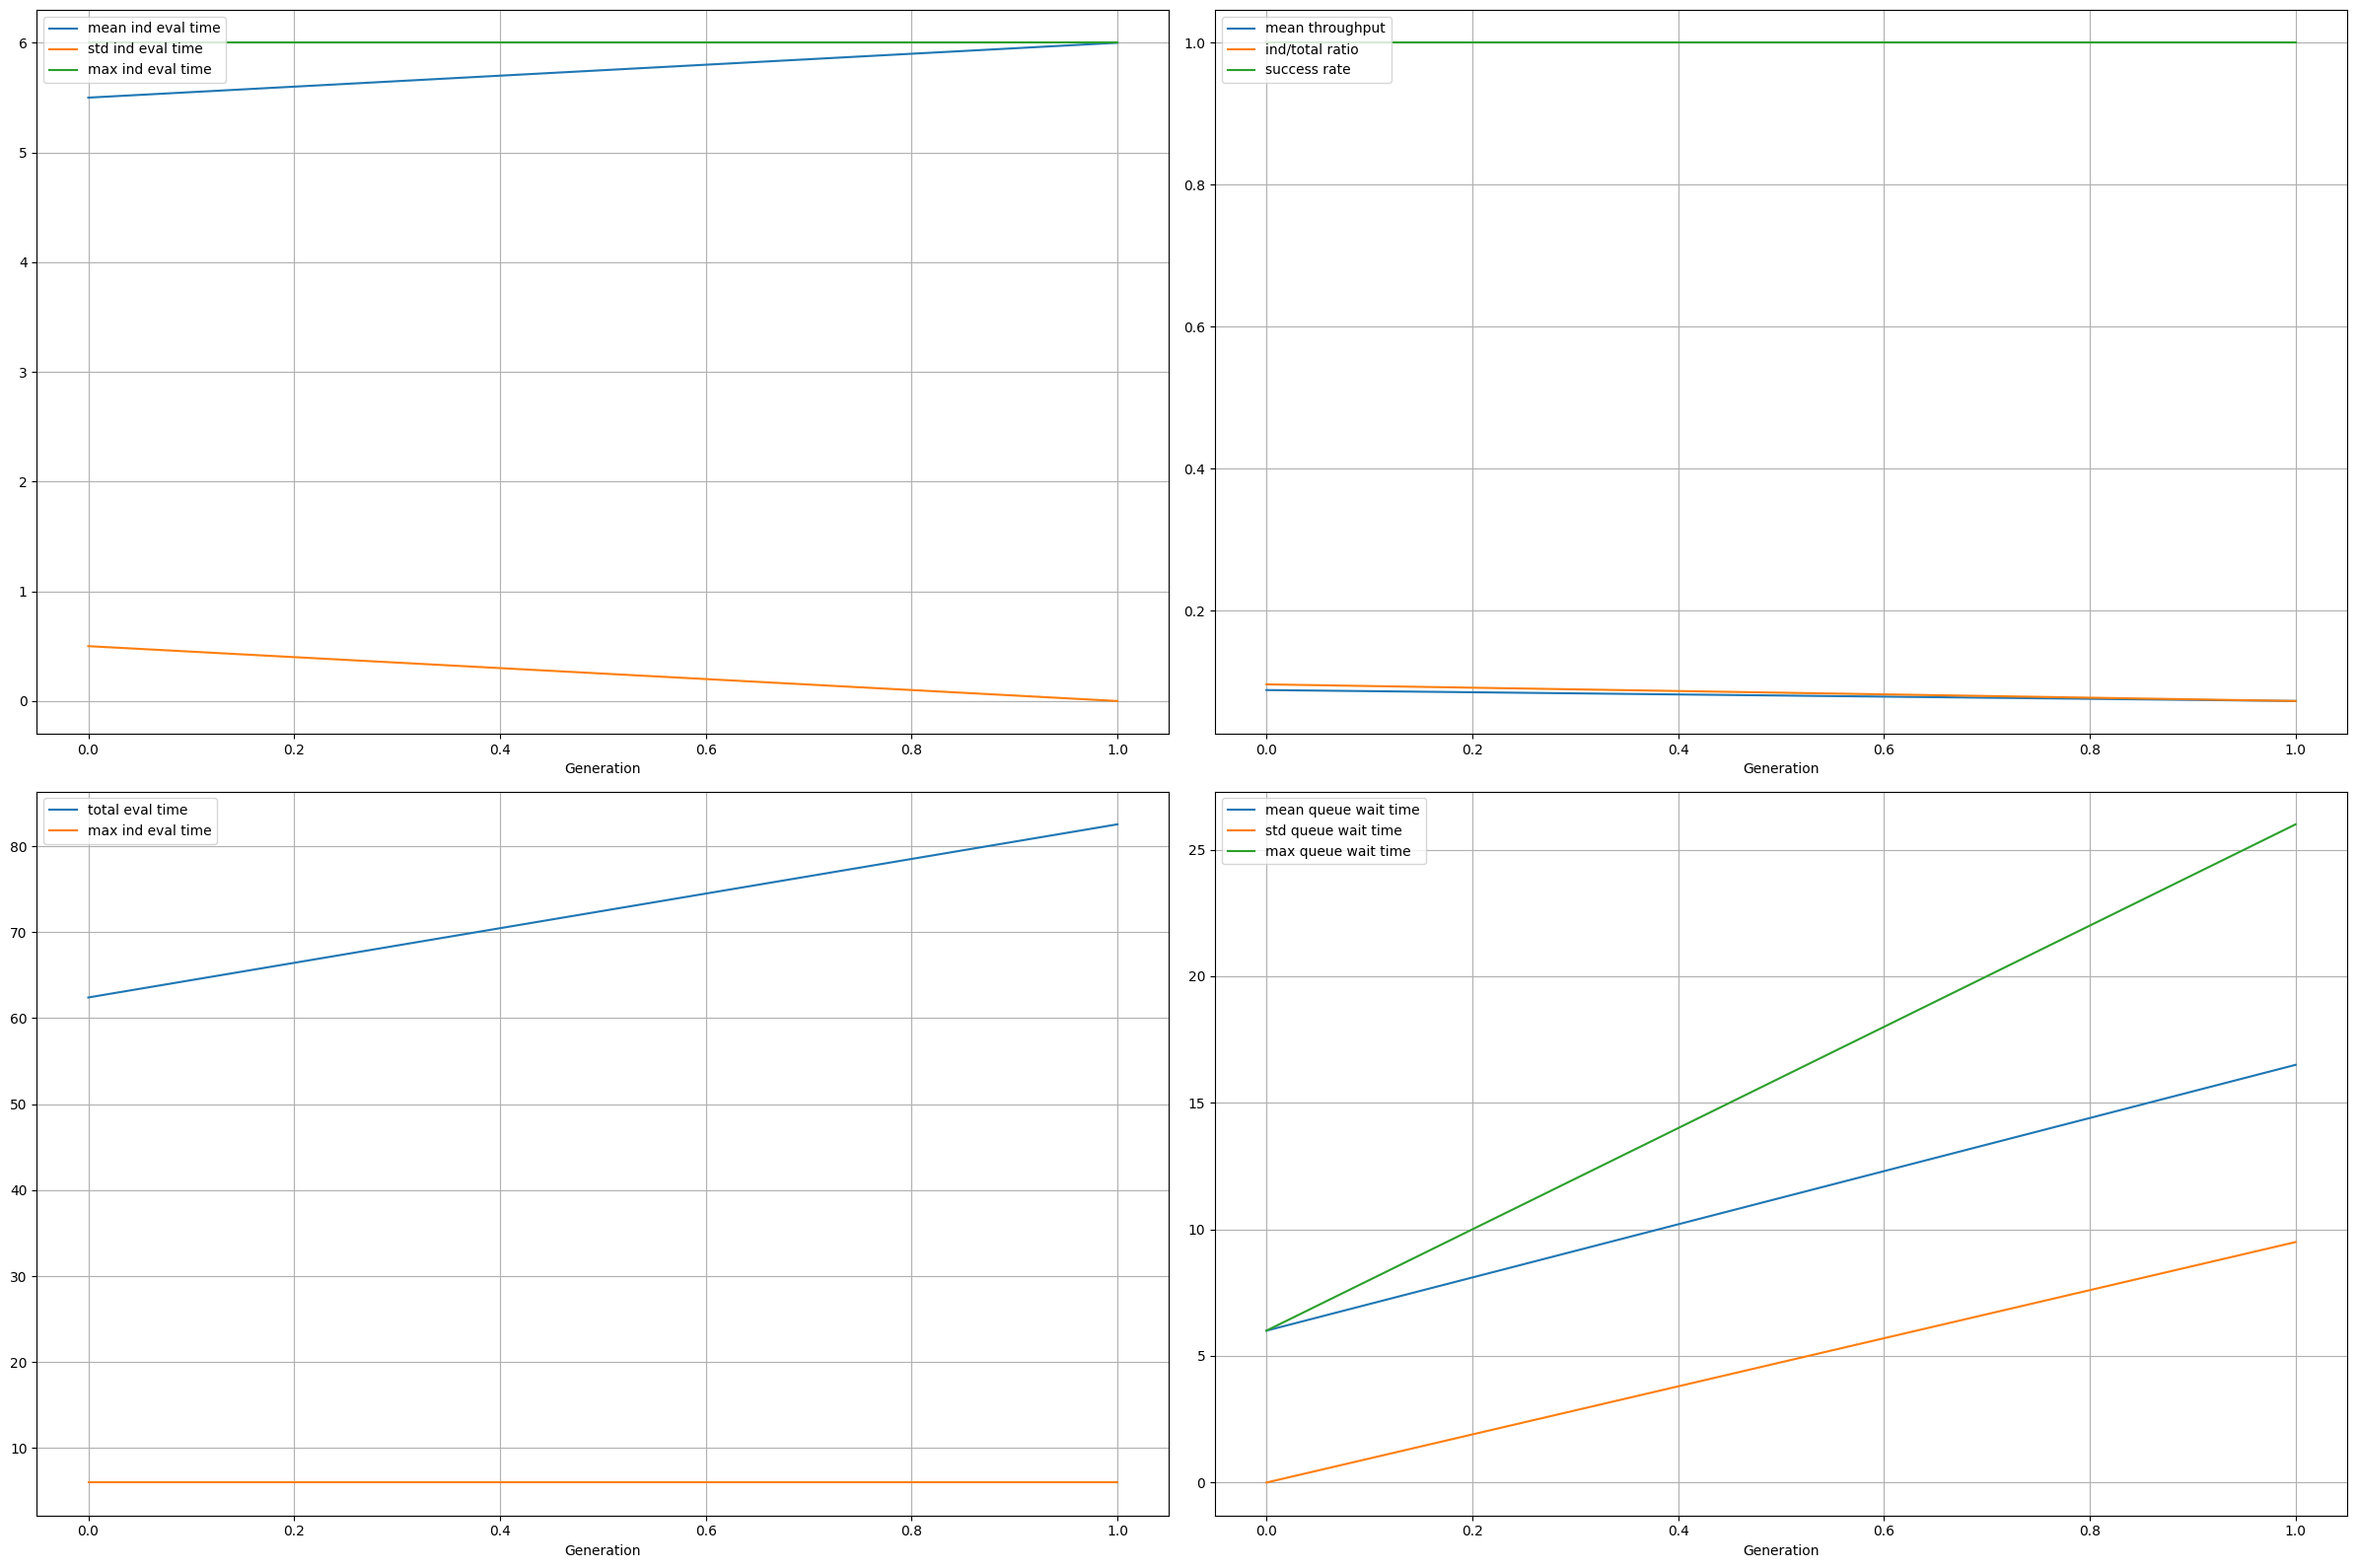 mean ind eval time
std ind eval time
max ind eval time
6
5
4
3
2
1
0
0.0 0.2 0.4 0.6 0.8 1.0
Generation
mean throughput
ind/total ratio
success rate
1.0
0.8
0.6
0.4
0.2
0.0 0.2 0.4 0.6 0.8 1.0
Generation
total eval time
max ind eval time
80
70
60
50
40
30
20
10
0.0 0.2 0.4 0.6 0.8 1.0
Generation
mean queue wait time
std queue wait time
max queue wait time
25
20
15
10
5
0
0.0 0.2 0.4 0.6 0.8 1.0
Generation